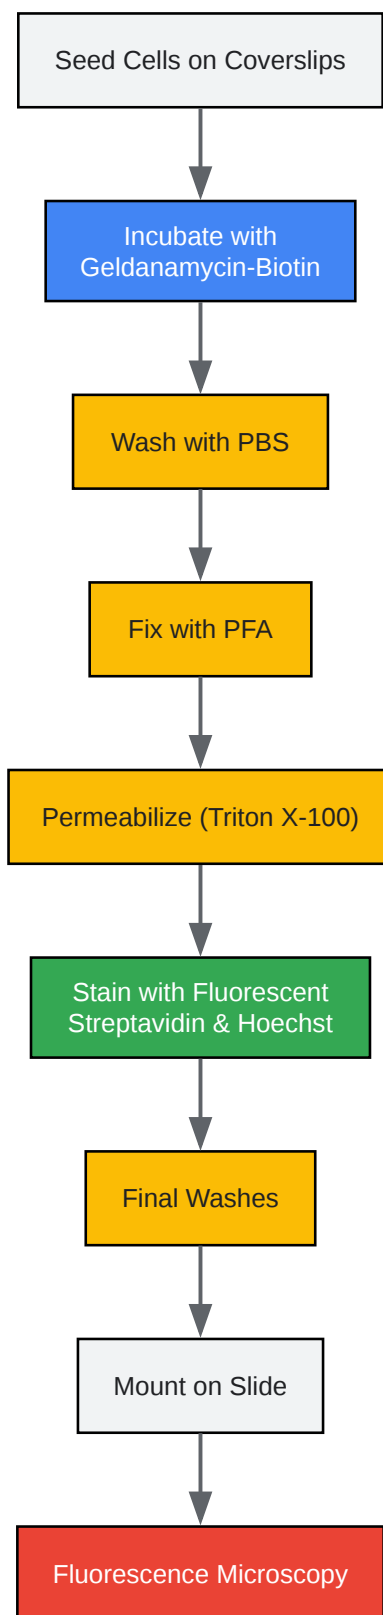 Seed Cells on Coverslips
Incubate with
Geldanamycin-Biotin
Wash with PBS
Fix with PFA
Permeabilize (Triton X-100)
Stain with Fluorescent
Streptavidin & Hoechst
Final Washes
Mount on Slide
Fluorescence Microscopy